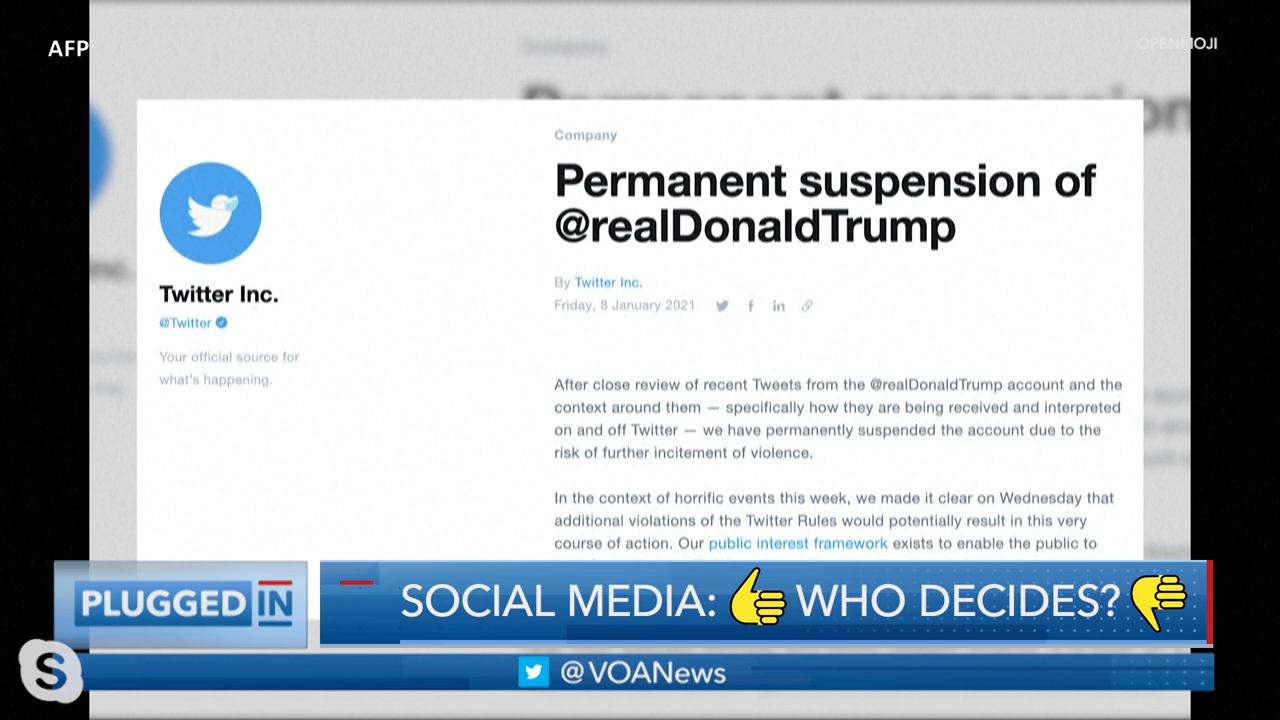 AFP
OPENMOJI
Company
Permanent suspension of
@realDonaldTrump
By Twitter Inc.
Friday, 8 January 2021
Twitter Inc.
@Twitter
Your official source for
what's happening.
After close review of recent Tweets from the @realDonaldTrump account and the
context around them — specifically how they are being received and interpreted
on and off Twitter — we have permanently suspended the account due to the
risk of further incitement of violence.
In the context of horrific events this week, we made it clear on Wednesday that
additional violations of the Twitter Rules would potentially result in this very
course of action. Our public interest framework exists to enable the public to
PLUGGED IN
SOCIAL MEDIA: WHO DECIDES?
S
@VOANews